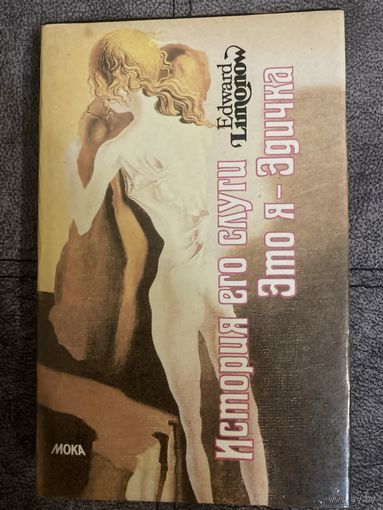 Edward
Limonow
История его слуги
Это я – Эдичка
МОКА